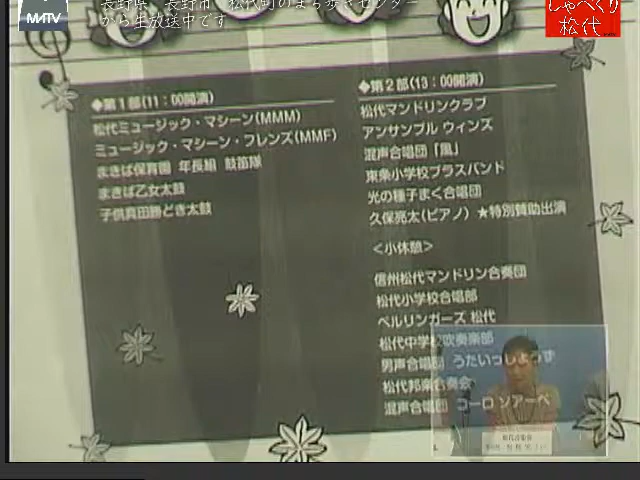 長野県 長野市 松代町のまち歩きセンター
から生放送中です
しゃべくり
松代
MATV
◆第1部(11:00開演)
松代ミュージック・マシーン(MMM)
ミュージック・マシーン・フレンズ(MMF)
まきば保育園 年長組 鼓笛隊
まきば乙女太鼓
子供真田勝どき太鼓
◆第2部(13:00開演)
松代マンドリンクラブ
アンサンブル ウィンズ
混声合唱団「風」
東条小学校ブラスバンド
光の種子まく合唱団
久保亮太(ピアノ) ★特別賛助出演
<小休憩>
信州松代マンドリン合奏団
松代小学校合唱部
ベルリンガーズ 松代
松代中学校吹奏楽部
男声合唱団 うたいっしょっず
松代邦楽合奏会
混声合唱団 コーロ ソアーベ